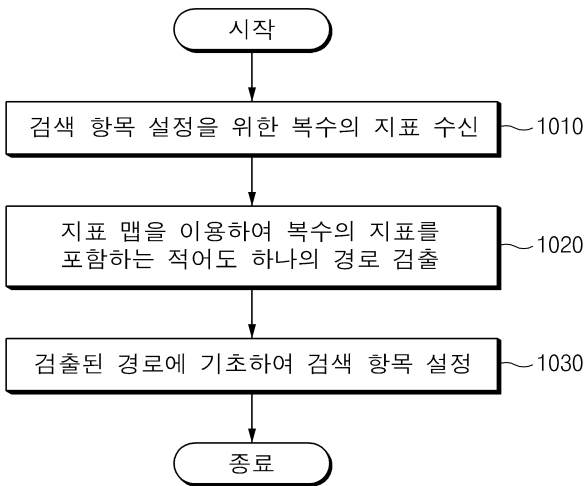 시작
검색 항목 설정을 위한 복수의 지표 수신
1010
지표 맵을 이용하여 복수의 지표를
포함하는 적어도 하나의 경로 검출
1020
검출된 경로에 기초하여 검색 항목 설정
1030
종료